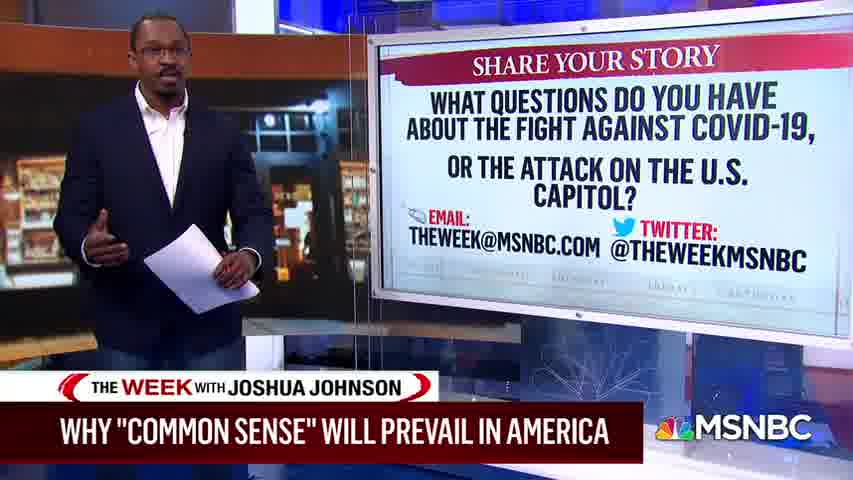 SHARE YOUR STORY
WHAT QUESTIONS DO YOU HAVE
ABOUT THE FIGHT AGAINST COVID-19,
OR THE ATTACK ON THE U.S.
CAPITOL?
EMAIL:
THEWEEK@MSNBC.COM
TWITTER:
@THEWEEKMSNBC
THE WEEK WITH JOSHUA JOHNSON
WHY "COMMON SENSE" WILL PREVAIL IN AMERICA
MSNBC